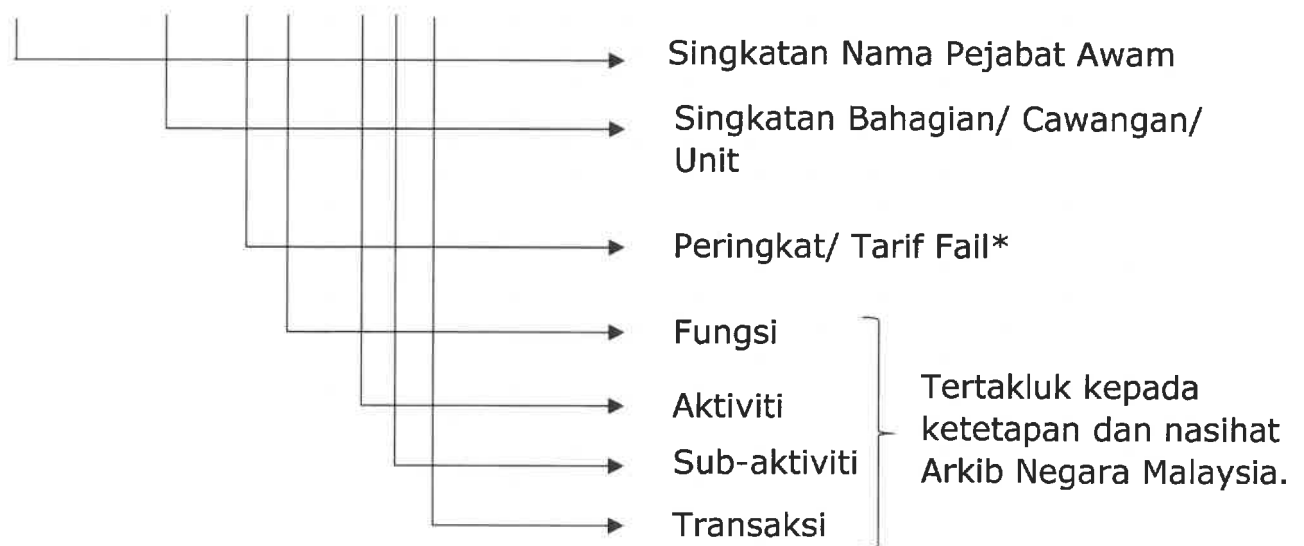 Singkatan Nama Pejabat Awam
Singkatan Bahagian/ Cawangan/
Unit
Peringkat/ Tarif Fail*
Fungsi
Aktiviti
Sub-aktiviti
Transaksi
Tertakluk kepada
ketetapan dan nasihat
Arkib Negara Malaysia.